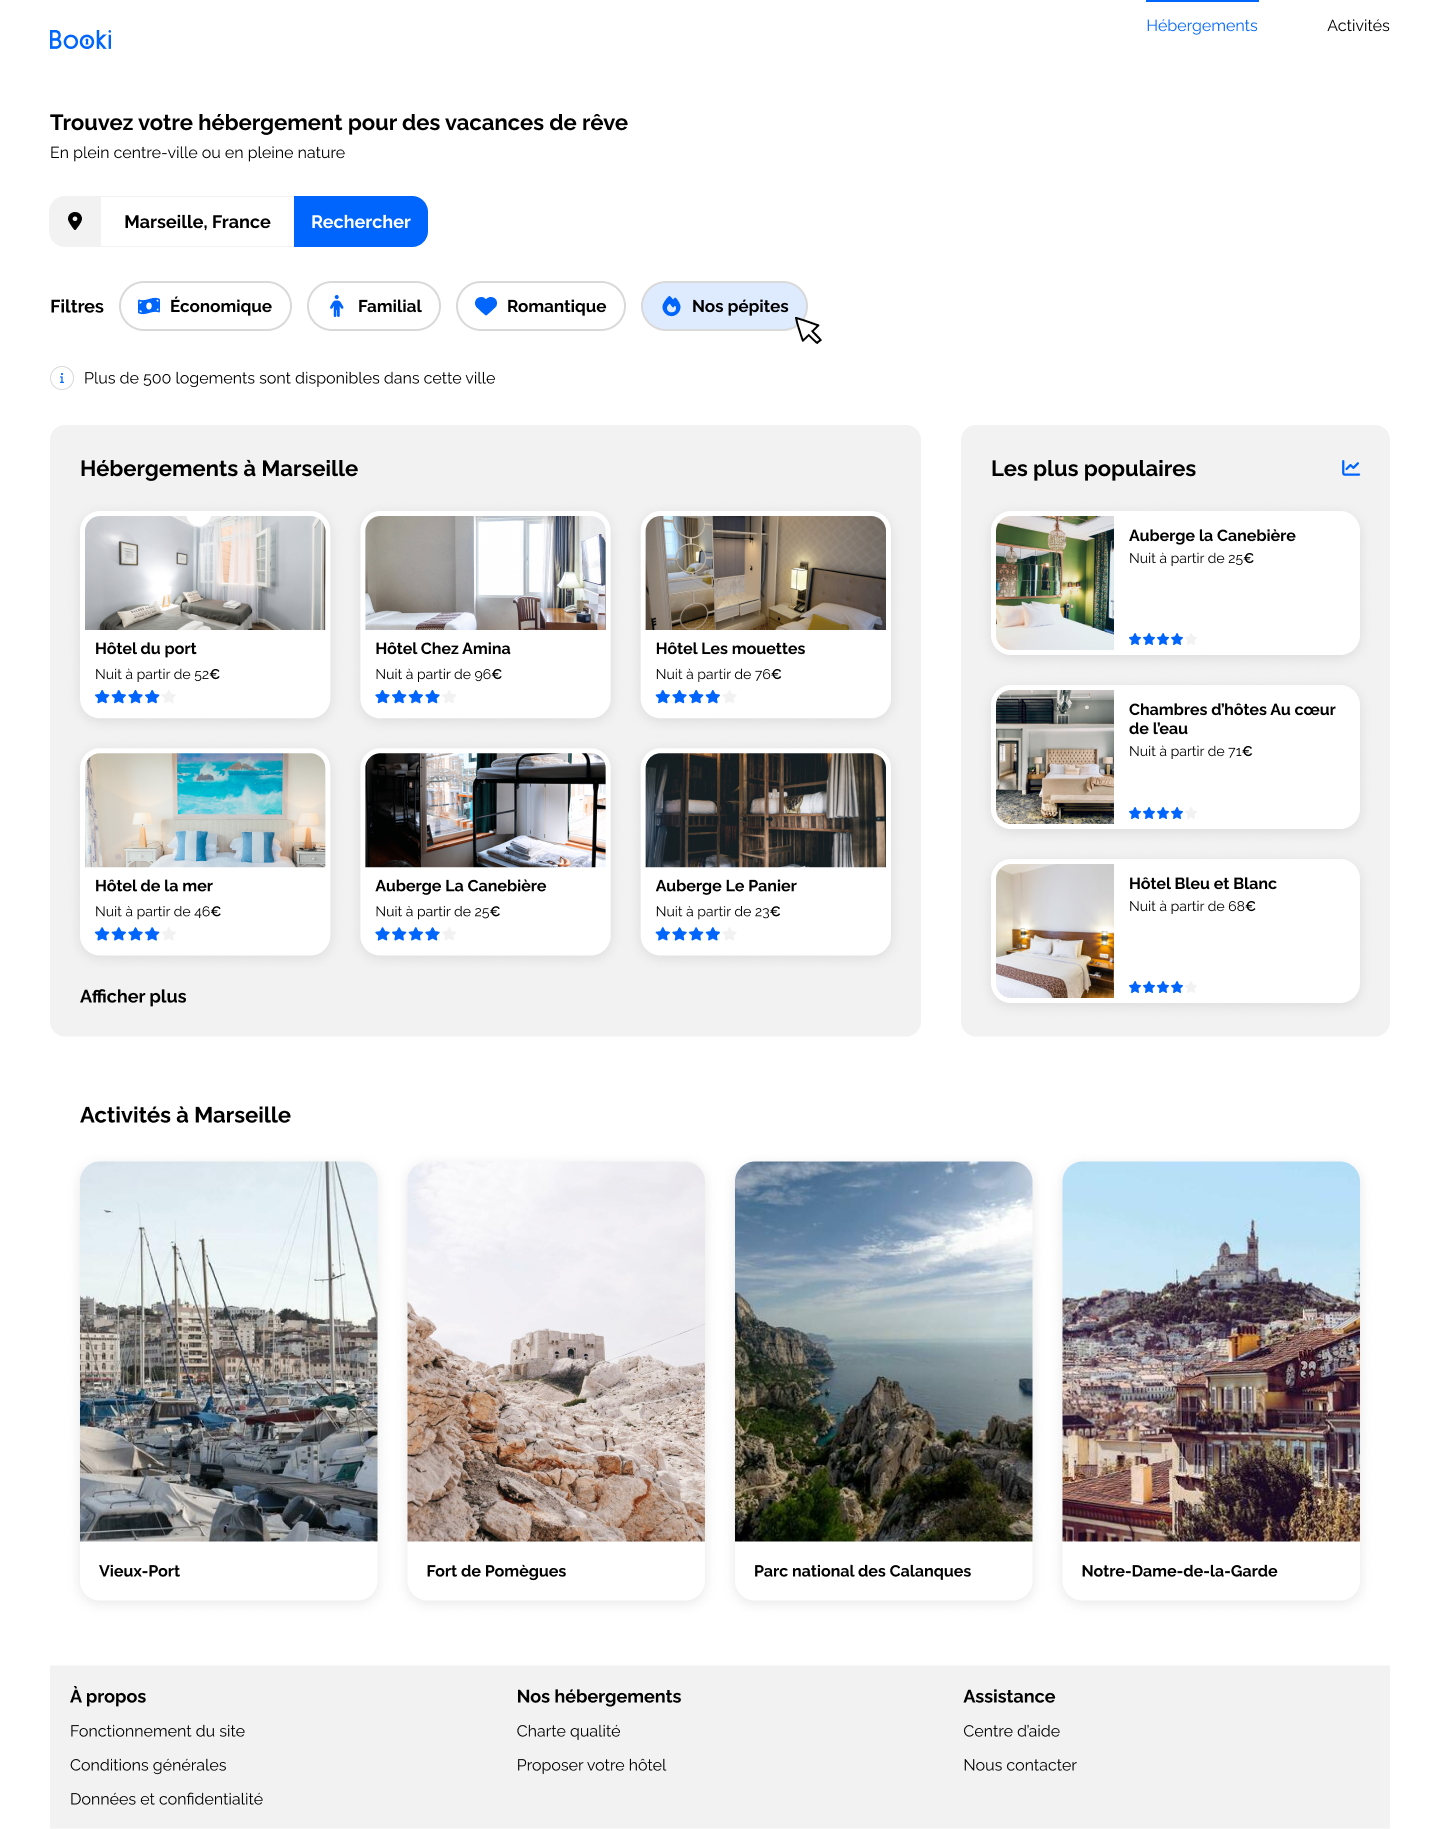 Booki
Hébergements
Activités
Trouvez votre hébergement pour des vacances de rêve
En plein centre-ville ou en pleine nature
Marseille, France
Rechercher
Filtres
Économique
Familial
Romantique
Nos pépites
Plus de 500 logements sont disponibles dans cette ville
Hébergements à Marseille
Hôtel du port
Nuit à partir de 52€
Hôtel Chez Amina
Nuit à partir de 96€
Hôtel Les mouettes
Nuit à partir de 76€
Hôtel de la mer
Nuit à partir de 46€
Auberge La Canebière
Nuit à partir de 25€
Auberge Le Panier
Nuit à partir de 23€
Afficher plus
Les plus populaires
Auberge la Canebière
Nuit à partir de 25€
Chambres d’hôtes Au cœur
de l’eau
Nuit à partir de 71€
Hôtel Bleu et Blanc
Nuit à partir de 68€
Activités à Marseille
Vieux-Port
Fort de Pomègues
Parc national des Calanques
Notre-Dame-de-la-Garde
À propos
Fonctionnement du site
Conditions générales
Données et confidentialité
Nos hébergements
Charte qualité
Proposer votre hôtel
Assistance
Centre d’aide
Nous contacter